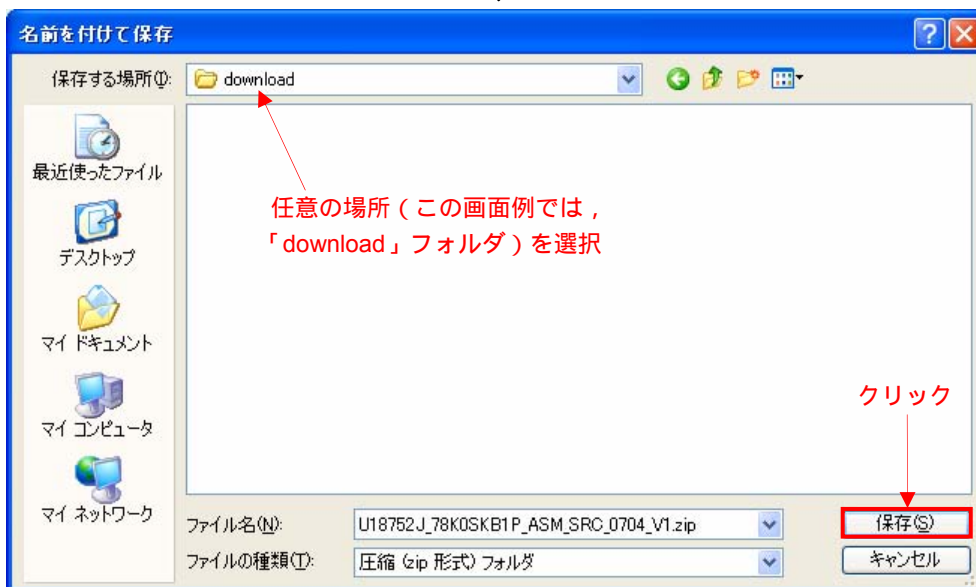 名前を付けて保存
保存する場所(I):
download
最近使ったファイル
デスクトップ
マイ ドキュメント
マイ コンピュータ
マイ ネットワーク
任意の場所(この画面例では,
「download」フォルダ)を選択
クリック
ファイル名(N):
U18752J_78K0SKB1P_ASM_SRC_0704_V1.zip
保存(S)
ファイルの種類(T):
圧縮 (zip 形式) フォルダ
キャンセル